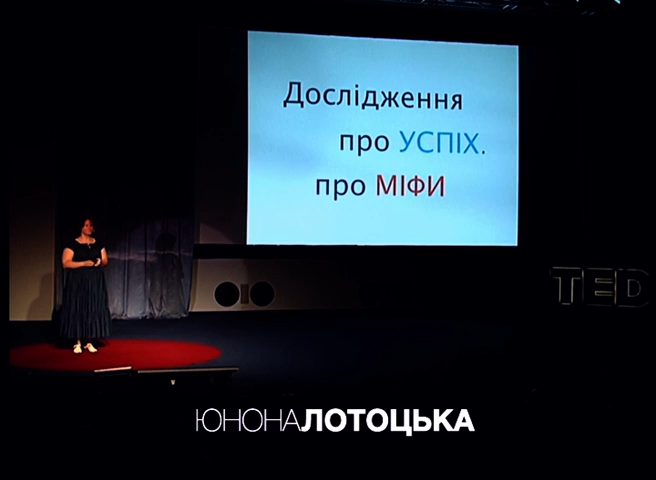 Дослідження
про УСПІХ.
про МІФИ
TED
ЮНОНАЛОТОЦЬКА